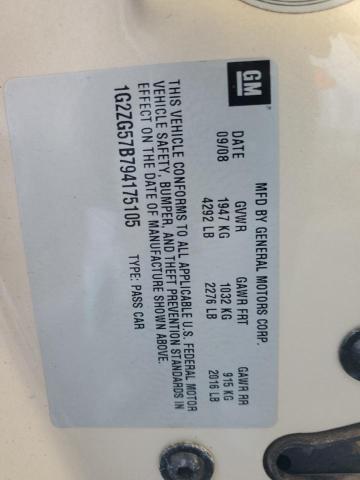 GM
MFD BY GENERAL MOTORS CORP.
DATE GVWR GAWR FRT GAWR RR
09/08 1947 KG 1032 KG 915 KG
4292 LB 2276 LB 2016 LB
THIS VEHICLE CONFORMS TO ALL APPLICABLE U.S. FEDERAL MOTOR
VEHICLE SAFETY, BUMPER, AND THEFT PREVENTION STANDARDS IN
EFFECT ON THE DATE OF MANUFACTURE SHOWN ABOVE.
1G2ZG57B794175105 TYPE: PASS CAR